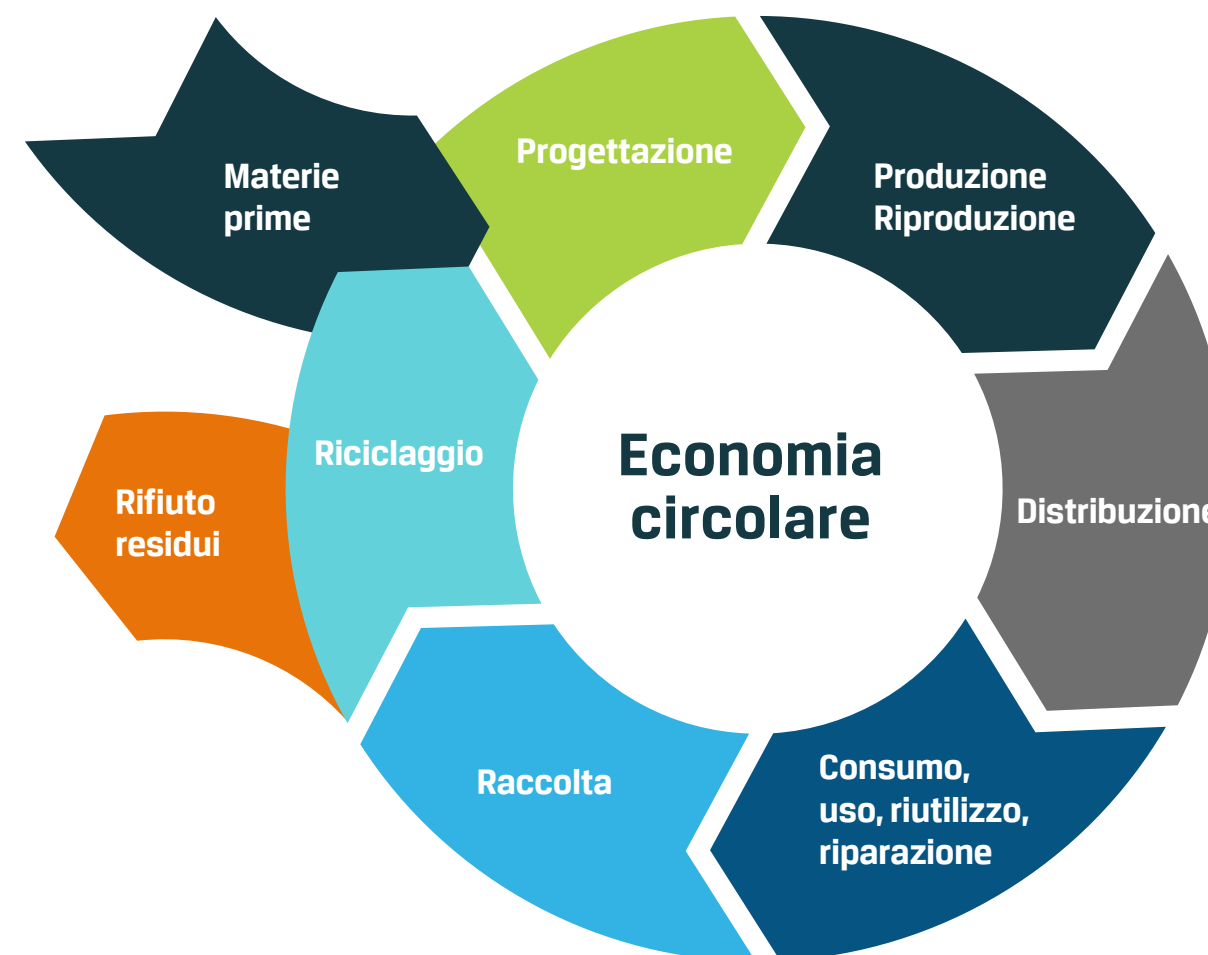 Materie
prime
Progettazione
Produzione
Riproduzione
Distribuzione
Consumo,
uso, riutilizzo,
riparazione
Raccolta
Riciclaggio
Rifiuto
residui
Economia
circolare